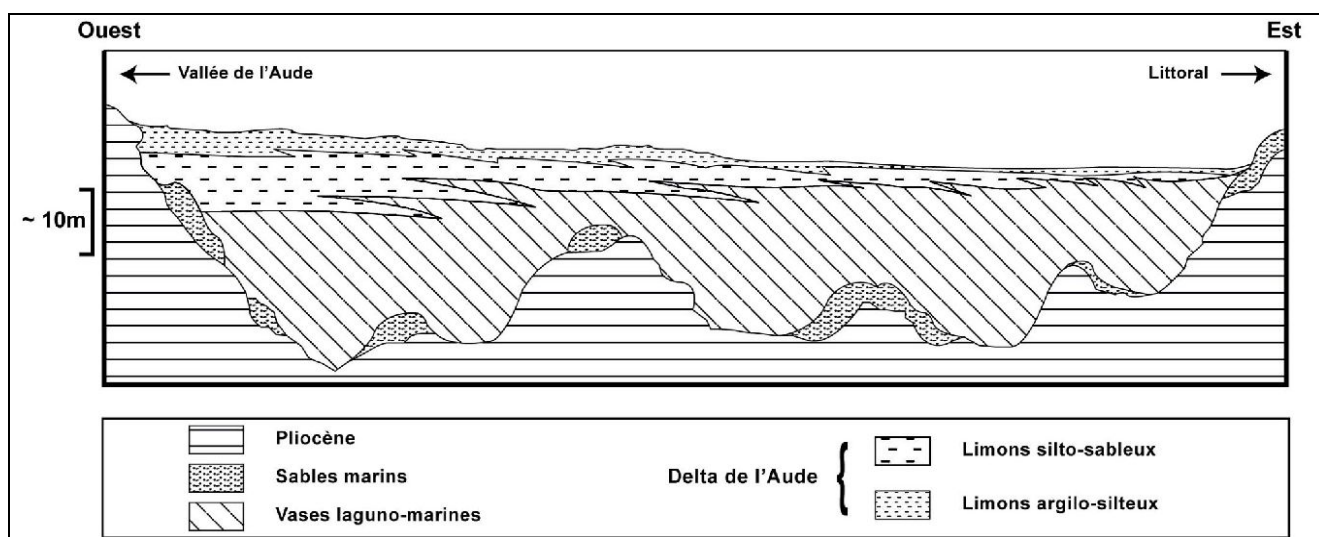 Ouest
Est
Vallée de l'Aude
Littoral
~ 10m
Pliocène
Sables marins
Vases laguno-marines
Delta de l'Aude
Limons silto-sableux
Limons argilo-silteux